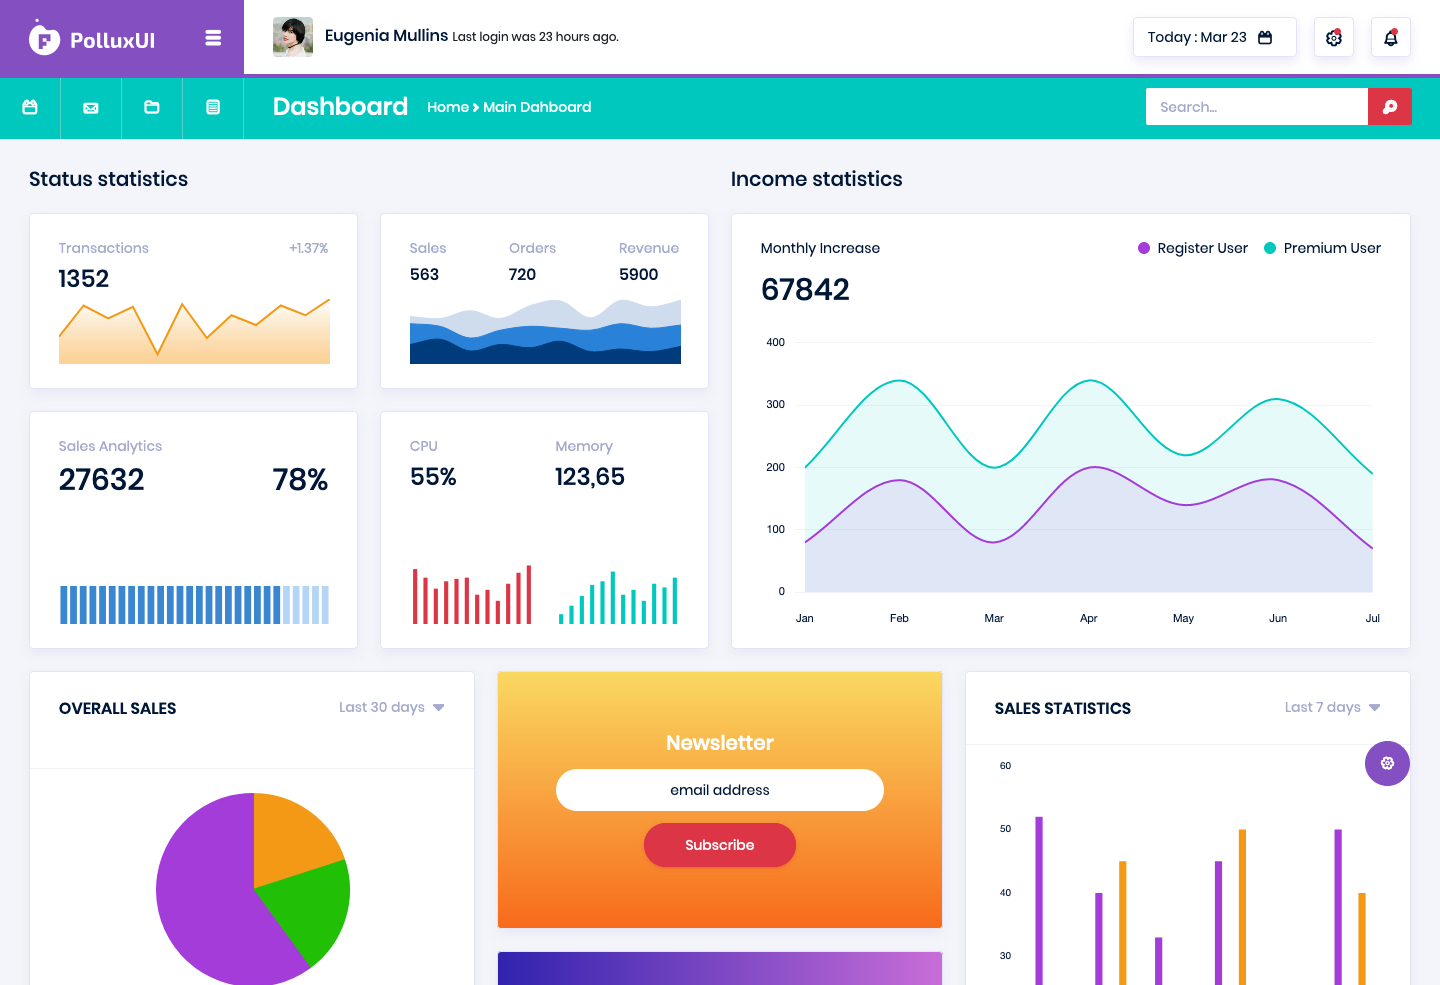 PolluxUI
Eugenia Mullins Last login was 23 hours ago.
Today : Mar 23
Dashboard
Home Main Dahboard
Search...
Status statistics
Income statistics
Transactions +1.37%
1352
Sales Orders Revenue
563 720 5900
Monthly Increase
Register User Premium User
67842
400
300
200
100
0
Jan Feb Mar Apr May Jun Jul
Sales Analytics
27632 78%
CPU Memory
55% 123,65
OVERALL SALES Last 30 days
Newsletter
email address
Subscribe
SALES STATISTICS Last 7 days
60
50
40
30